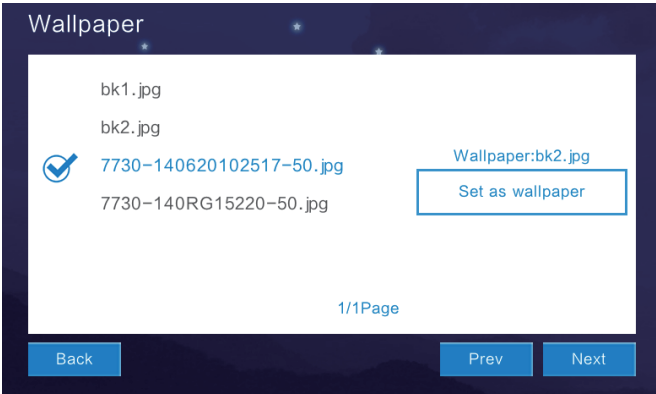 Wallpaper
bk1.jpg
bk2.jpg
7730-140620102517-50.jpg
7730-140RG15220-50.jpg
Wallpaper:bk2.jpg
Set as wallpaper
1/1Page
Back
Prev
Next